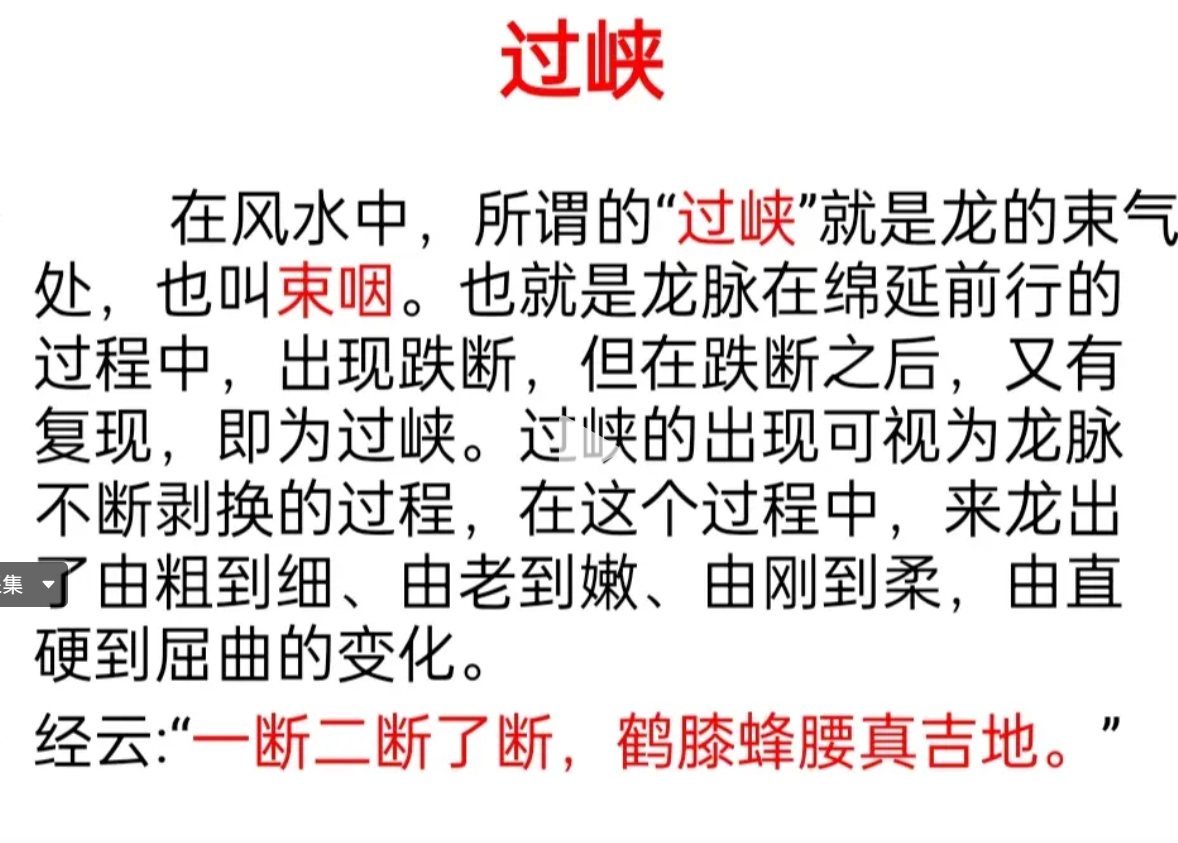 过峡
在风水中，所谓的“过峡”就是龙的束气
处，也叫束咽。也就是龙脉在绵延前行的
过程中，出现跌断，但在跌断之后，又有
复现，即为过峡。过峡的出现可视为龙脉
不断剥换的过程，在这个过程中，来龙出
了由粗到细、由老到嫩、由刚到柔，由直
硬到屈曲的变化。
经云:“一断二断了断，鹤膝蜂腰真吉地。”
集